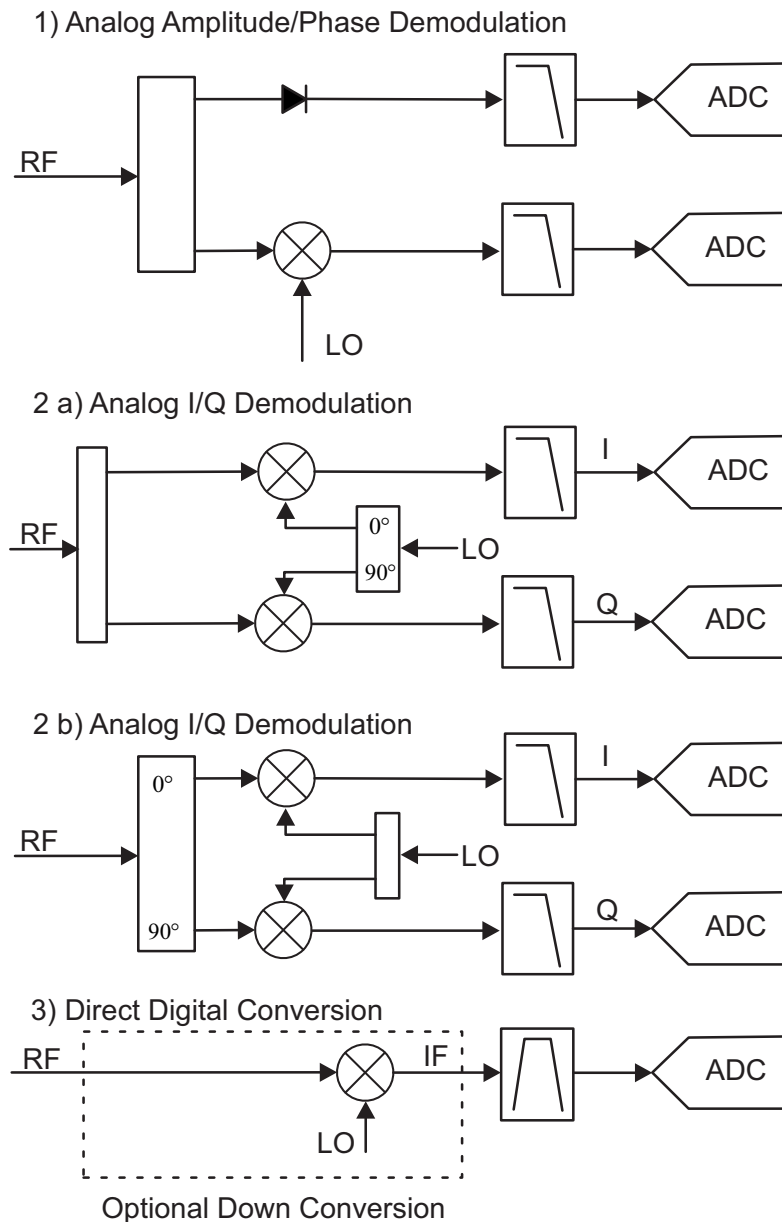 1) Analog Amplitude/Phase Demodulation
ADC
RF
ADC
LO
2 a) Analog I/Q Demodulation
I
ADC
0°
RF
LO
90°
Q
ADC
2 b) Analog I/Q Demodulation
I
ADC
0°
RF
LO
90°
Q
ADC
3) Direct Digital Conversion
RF
IF
ADC
LO
Optional Down Conversion